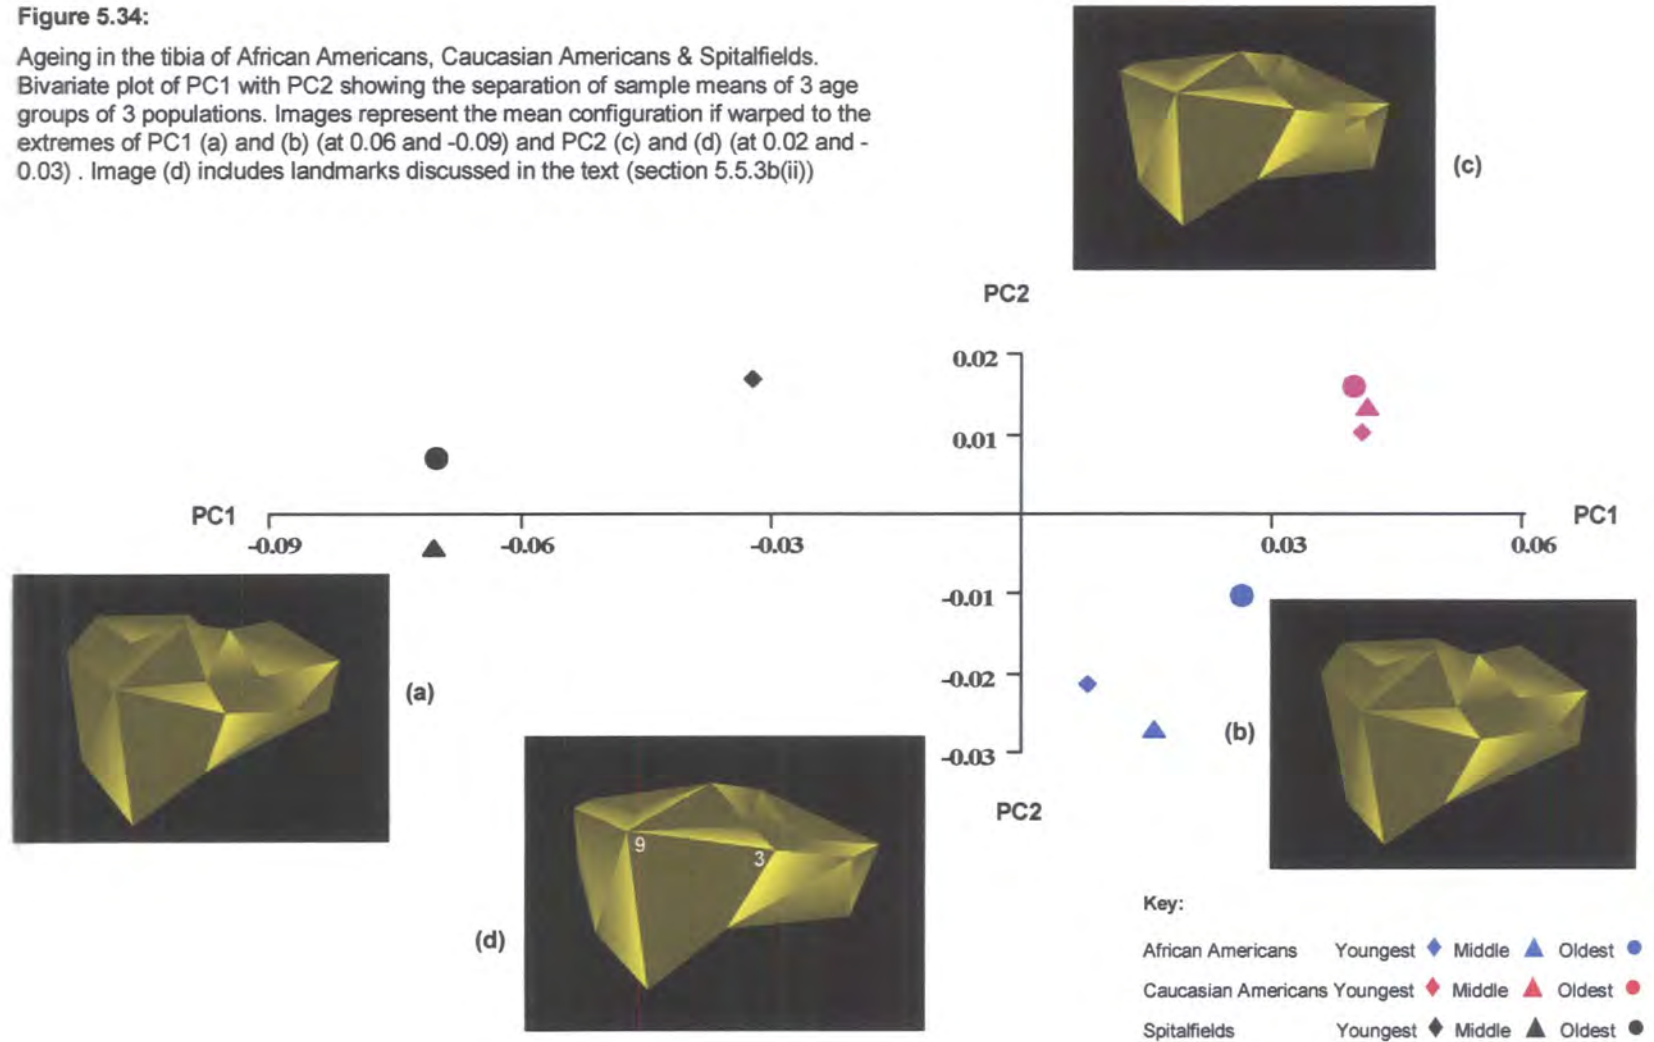 Figure 5.34:
Ageing in the tibia of African Americans, Caucasian Americans & Spitalfields.
Bivariate plot of PC1 with PC2 showing the separation of sample means of 3 age
groups of 3 populations. Images represent the mean configuration if warped to the
extremes of PC1 (a) and (b) (at 0.06 and -0.09) and PC2 (c) and (d) (at 0.02 and -
0.03) . Image (d) includes landmarks discussed in the text (section 5.5.3b(ii))
(c)
PC2
0.02
0.01
PC1
PC1
-0.09
-0.06
-0.03
0.03
0.06
-0.01
-0.02
-0.03
(a)
(b)
PC2
9
3
(d)
Key:
African Americans Youngest Middle Oldest
Caucasian Americans Youngest Middle Oldest
Spitalfields Youngest Middle Oldest